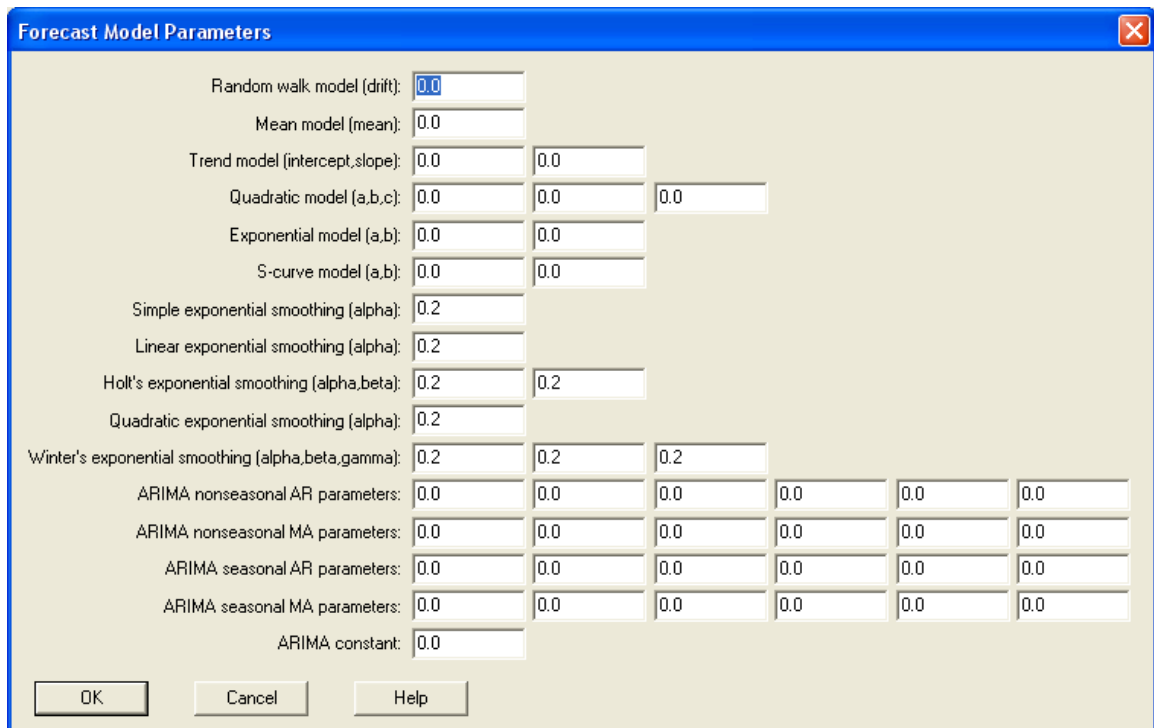 Forecast Model Parameters
Random walk model (drift): 0.0
Mean model (mean): 0.0
Trend model (intercept,slope): 0.0 0.0
Quadratic model (a,b,c): 0.0 0.0 0.0
Exponential model (a,b): 0.0 0.0
S-curve model (a,b): 0.0 0.0
Simple exponential smoothing (alpha): 0.2
Linear exponential smoothing (alpha): 0.2
Holt's exponential smoothing (alpha,beta): 0.2 0.2
Quadratic exponential smoothing (alpha): 0.2
Winter's exponential smoothing (alpha,beta,gamma): 0.2 0.2 0.2
ARIMA nonseasonal AR parameters: 0.0 0.0 0.0 0.0 0.0 0.0
ARIMA nonseasonal MA parameters: 0.0 0.0 0.0 0.0 0.0 0.0
ARIMA seasonal AR parameters: 0.0 0.0 0.0 0.0 0.0 0.0
ARIMA seasonal MA parameters: 0.0 0.0 0.0 0.0 0.0 0.0
ARIMA constant: 0.0
OK Cancel Help